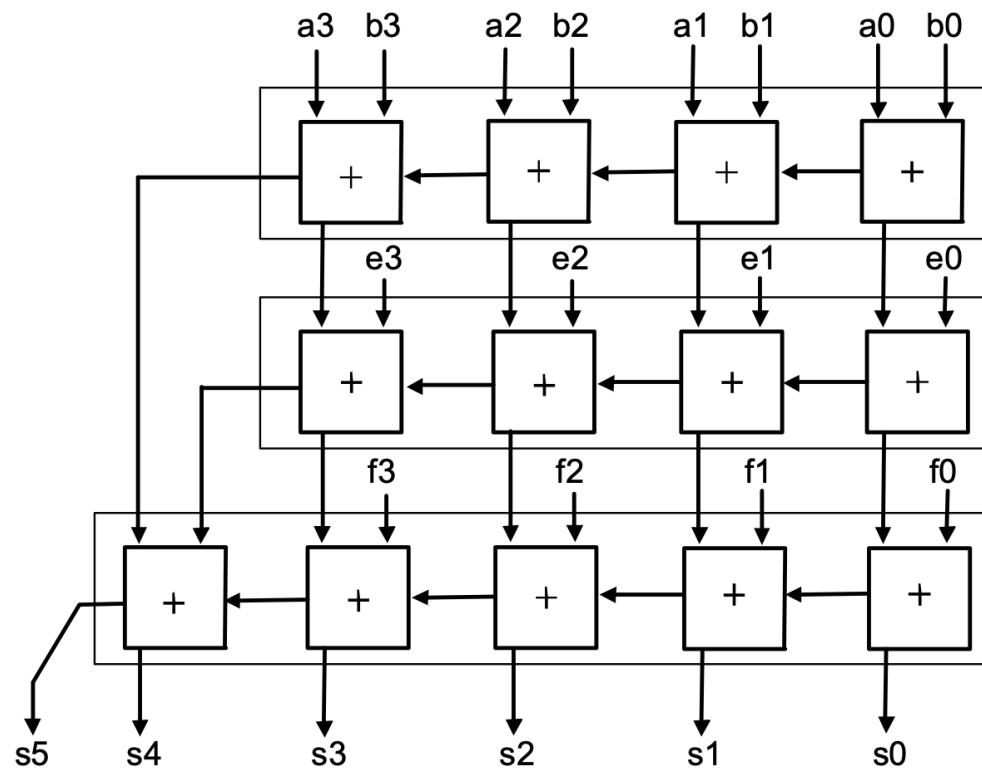 a3 b3 a2 b2 a1 b1 a0 b0
+ + + +
e3 e2 e1 e0
+ + + +
f3 f2 f1 f0
+ + + + +
s5 s4 s3 s2 s1 s0